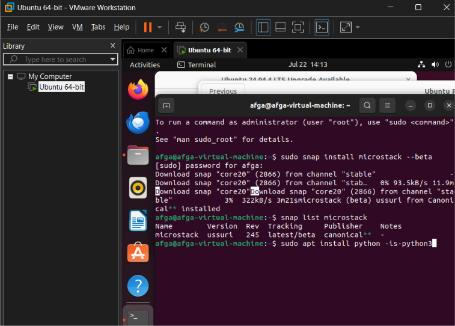 Ubuntu 64-bit - VMware Workstation
File Edit View VM Tabs Help
Library
Type here to search
My Computer
Ubuntu 64-bit
Home
Ubuntu 64-bit
Activities
Terminal
Jul 22 14:13
Ubuntu 24.04.4 LTS Upgrade Available
Previous
afga@afga-virtual-machine: ~
To run a command as administrator (user "root"), use "sudo <command>"
.
See "man sudo_root" for details.
afga@afga-virtual-machine:~$ sudo snap install microstack --beta
[sudo] password for afga:
Download snap "core20" (2866) from channel "stable" -
Download snap "core20" (2866) from channel "stab… 0% 93.5kB/s 11.9m
Download snap "core20"Download snap "core20" (2866) from channel "sta
ble" 3% 322kB/s 3m21smicrostack (beta) ussuri from Canoni
cal** installed
afga@afga-virtual-machine:~$ snap list microstack
Name Version Rev Tracking Publisher Notes
microstack ussuri 245 latest/beta canonical** -
afga@afga-virtual-machine:~$ sudo apt install python -is-python3